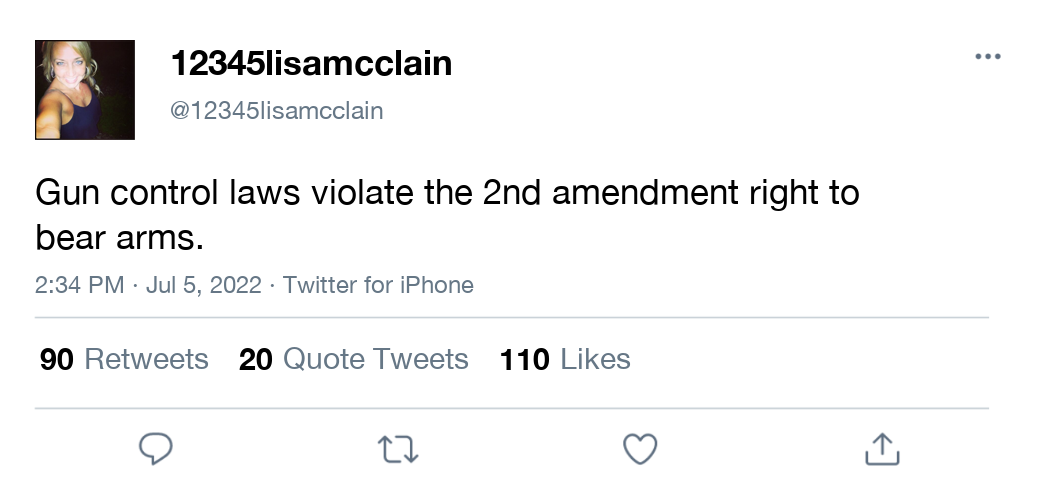 12345lisamcclain
@12345lisamcclain
Gun control laws violate the 2nd amendment right to
bear arms.
2:34 PM · Jul 5, 2022 · Twitter for iPhone
90 Retweets 20 Quote Tweets 110 Likes